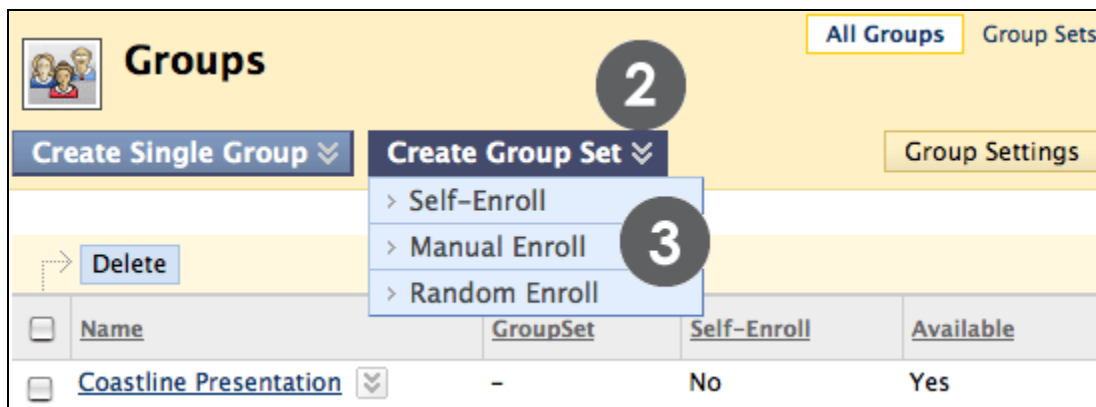 All Groups Group Sets
Groups
2
Create Single Group Create Group Set Group Settings
> Self-Enroll
> Manual Enroll
3
> Random Enroll
Delete
Name GroupSet Self-Enroll Available
Coastline Presentation - No Yes